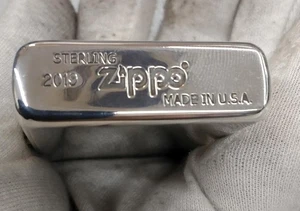 STERLING
2019 Zippo®
MADE IN U.S.A.